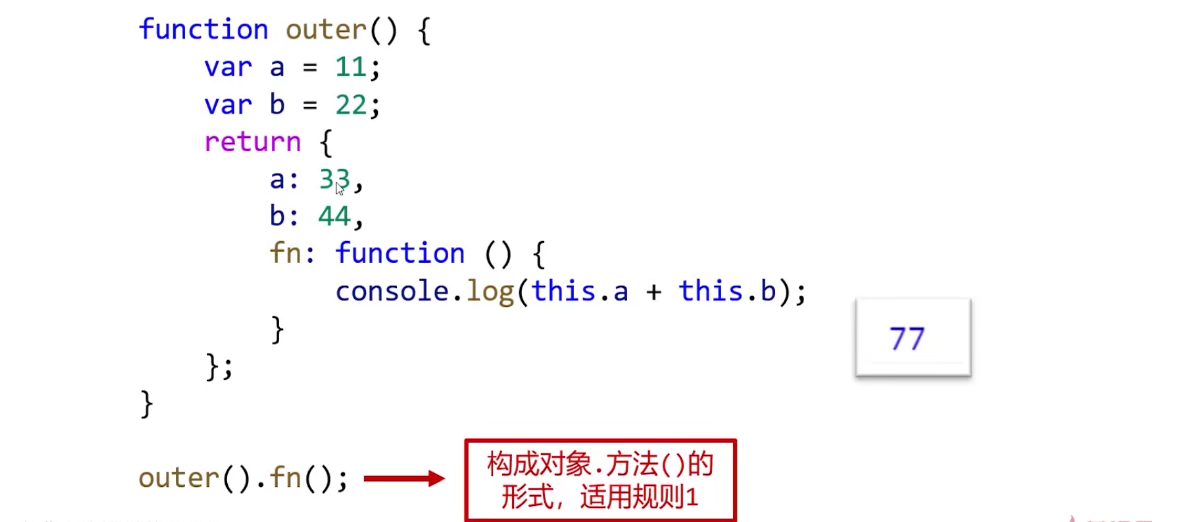 function outer() {
    var a = 11;
    var b = 22;
    return {
        a: 33,
        b: 44,
        fn: function () {
            console.log(this.a + this.b);
        }
    };
}
77
outer().fn();
构成对象.方法()的
形式，适用规则1